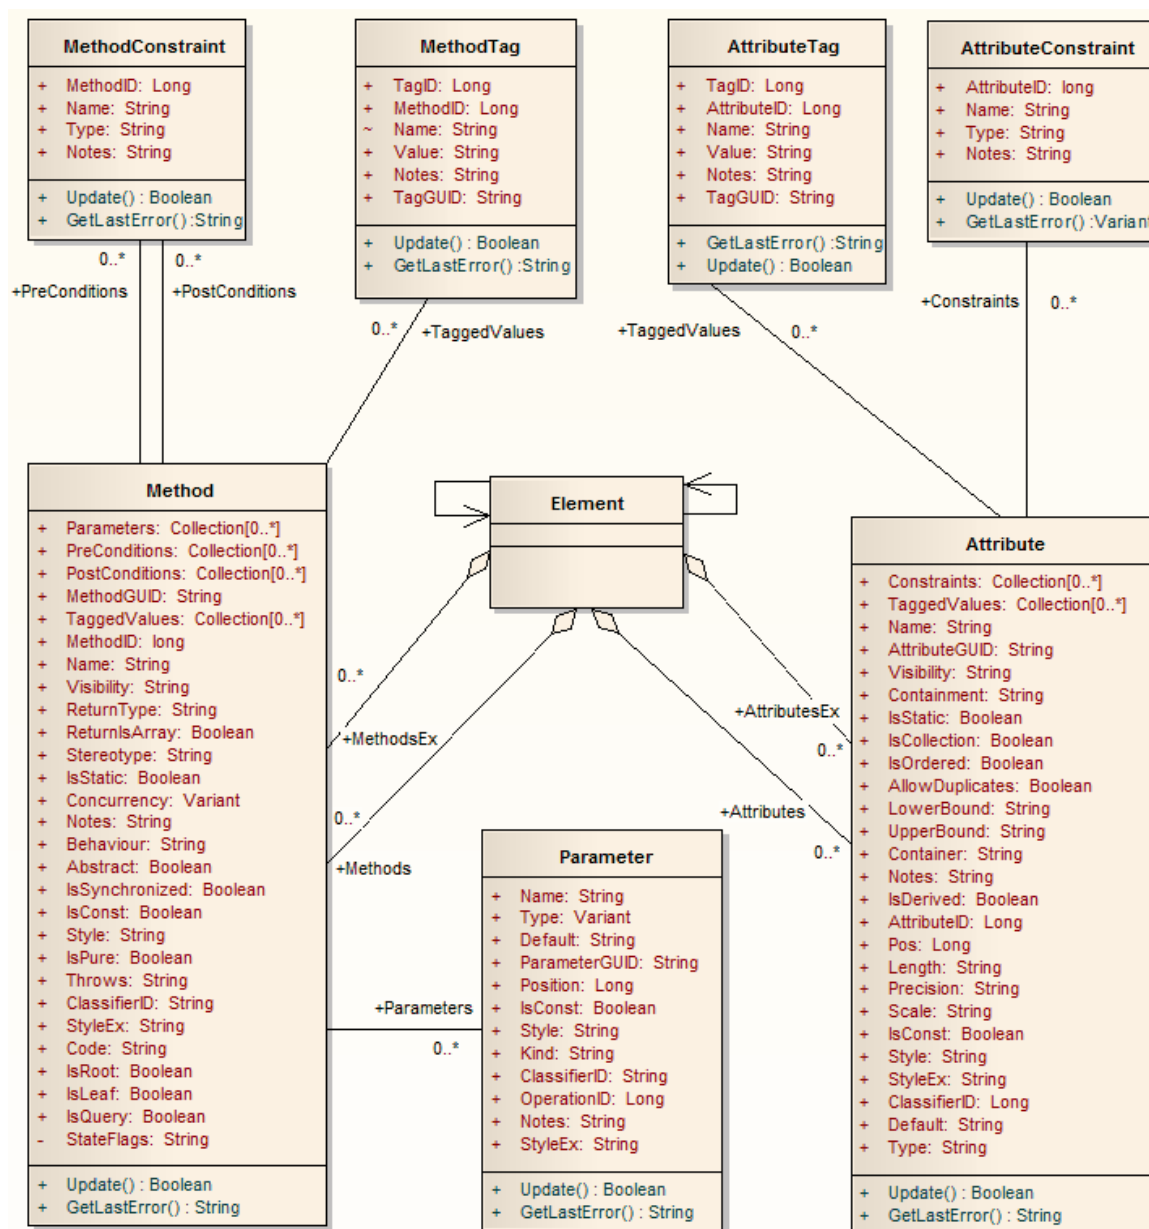 MethodConstraint
+ MethodID: Long
+ Name: String
+ Type: String
+ Notes: String
+ Update() : Boolean
+ GetLastError() :String
MethodTag
+ TagID: Long
+ MethodID: Long
~ Name: String
+ Value: String
+ Notes: String
+ TagGUID: String
+ Update() : Boolean
+ GetLastError() :String
AttributeTag
+ TagID: Long
+ AttributeID: Long
+ Name: String
+ Value: String
+ Notes: String
+ TagGUID: String
+ GetLastError() :String
+ Update() : Boolean
AttributeConstraint
+ AttributeID: long
+ Name: String
+ Type: String
+ Notes: String
+ Update() : Boolean
+ GetLastError() :Variant
0..*
0..*
+PreConditions
+PostConditions
0..*
+TaggedValues
+TaggedValues
0..*
+Constraints
0..*
Method
+ Parameters: Collection[0..*]
+ PreConditions: Collection[0..*]
+ PostConditions: Collection[0..*]
+ MethodGUID: String
+ TaggedValues: Collection[0..*]
+ MethodID: long
+ Name: String
+ Visibility: String
+ ReturnType: String
+ ReturnIsArray: Boolean
+ Stereotype: String
+ IsStatic: Boolean
+ Concurrency: Variant
+ Notes: String
+ Behaviour: String
+ Abstract: Boolean
+ IsSynchronized: Boolean
+ IsConst: Boolean
+ Style: String
+ IsPure: Boolean
+ Throws: String
+ ClassifierID: String
+ StyleEx: String
+ Code: String
+ IsRoot: Boolean
+ IsLeaf: Boolean
+ IsQuery: Boolean
- StateFlags: String
+ Update() : Boolean
+ GetLastError() : String
Element
0..*
+MethodsEx
0..*
+Methods
+AttributesEx
0..*
+Attributes
0..*
+Parameters
0..*
Parameter
+ Name: String
+ Type: Variant
+ Default: String
+ ParameterGUID: String
+ Position: Long
+ IsConst: Boolean
+ Style: String
+ Kind: String
+ ClassifierID: String
+ OperationID: Long
+ Notes: String
+ StyleEx: String
+ Update() : Boolean
+ GetLastError() : String
Attribute
+ Constraints: Collection[0..*]
+ TaggedValues: Collection[0..*]
+ Name: String
+ AttributeGUID: String
+ Visibility: String
+ Containment: String
+ IsStatic: Boolean
+ IsCollection: Boolean
+ IsOrdered: Boolean
+ AllowDuplicates: Boolean
+ LowerBound: String
+ UpperBound: String
+ Container: String
+ Notes: String
+ IsDerived: Boolean
+ AttributeID: Long
+ Pos: Long
+ Length: String
+ Precision: String
+ Scale: String
+ IsConst: Boolean
+ Style: String
+ StyleEx: String
+ ClassifierID: Long
+ Default: String
+ Type: String
+ Update() : Boolean
+ GetLastError() : String